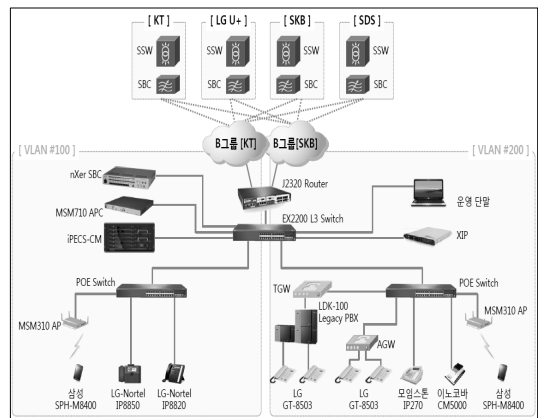 [ KT ]
[ LG U+ ]
[ SKB ]
[ SDS ]
SSW
SSW
SSW
SSW
SBC
SBC
SBC
SBC
B그룹 [KT]
B그룹[SKB]
[ VLAN #100 ]
[ VLAN #200 ]
J2320 Router
EX2200 L3 Switch
nXer SBC
MSM710 APC
iPECS-CM
운영 단말
XIP
POE Switch
MSM310 AP
TGW
LDK-100
Legacy PBX
AGW
POE Switch
MSM310 AP
삼성
SPH-M8400
LG-Nortel
IP8850
LG-Nortel
IP8820
LG
GT-8503
LG
GT-8503
모임스톤
IP270
이노코바
CM5000
삼성
SPH-M8400